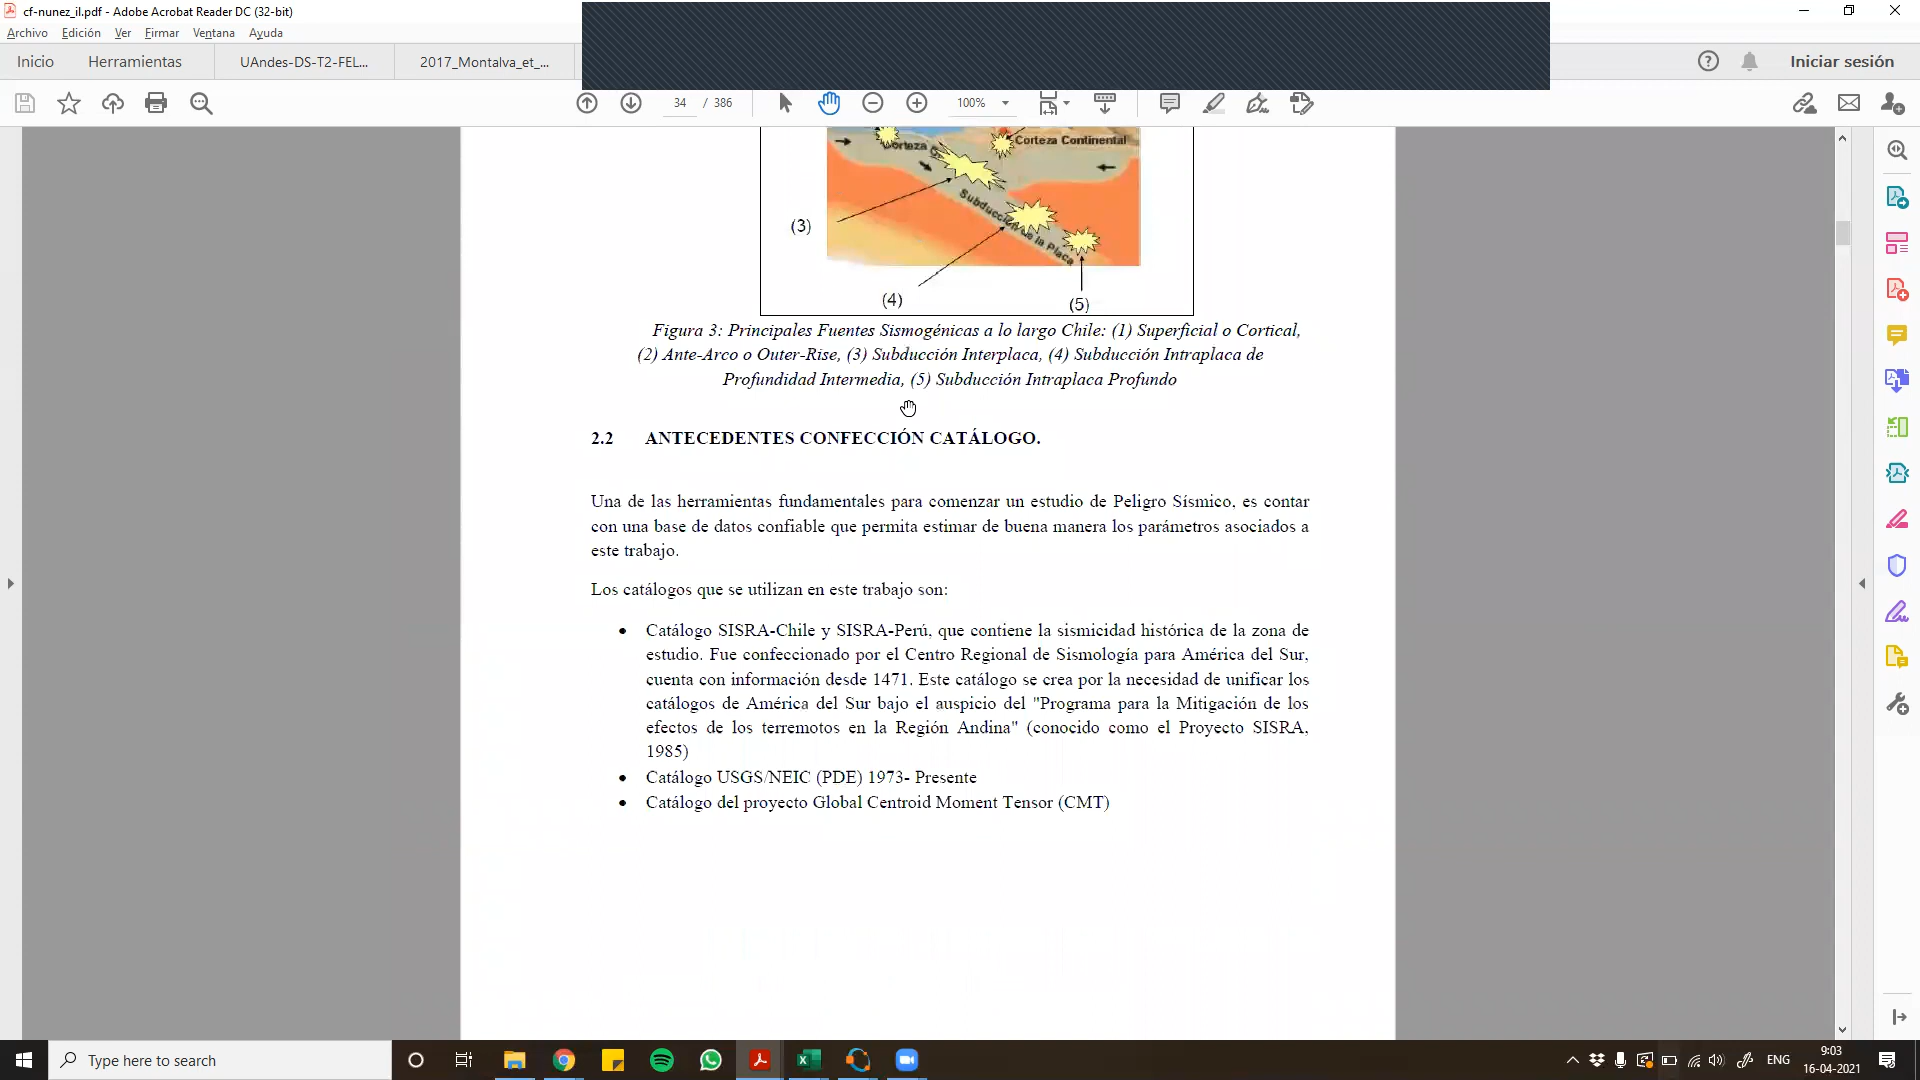 cf-nunez_il.pdf - Adobe Acrobat Reader DC (32-bit)
Archivo Edición Ver Firmar Ventana Ayuda
Inicio Herramientas UAndes-DS-T2-FEL... 2017_Montalva_et_... Iniciar sesión
34 / 386 100%
Corteza Corteza Continental
Subducción de la Placa
(3)
(4)
(5)
Figura 3: Principales Fuentes Sismogénicas a lo largo Chile: (1) Superficial o Cortical,
(2) Ante-Arco o Outer-Rise, (3) Subducción Interplaca, (4) Subducción Intraplaca de
Profundidad Intermedia, (5) Subducción Intraplaca Profundo
2.2 ANTECEDENTES CONFECCIÓN CATÁLOGO.
Una de las herramientas fundamentales para comenzar un estudio de Peligro Sísmico, es contar
con una base de datos confiable que permita estimar de buena manera los parámetros asociados a
este trabajo.
Los catálogos que se utilizan en este trabajo son:
• Catálogo SISRA-Chile y SISRA-Perú, que contiene la sismicidad histórica de la zona de
estudio. Fue confeccionado por el Centro Regional de Sismología para América del Sur,
cuenta con información desde 1471. Este catálogo se crea por la necesidad de unificar los
catálogos de América del Sur bajo el auspicio del "Programa para la Mitigación de los
efectos de los terremotos en la Región Andina" (conocido como el Proyecto SISRA,
1985)
• Catálogo USGS/NEIC (PDE) 1973- Presente
• Catálogo del proyecto Global Centroid Moment Tensor (CMT)
Type here to search
ENG
9:03
16-04-2021